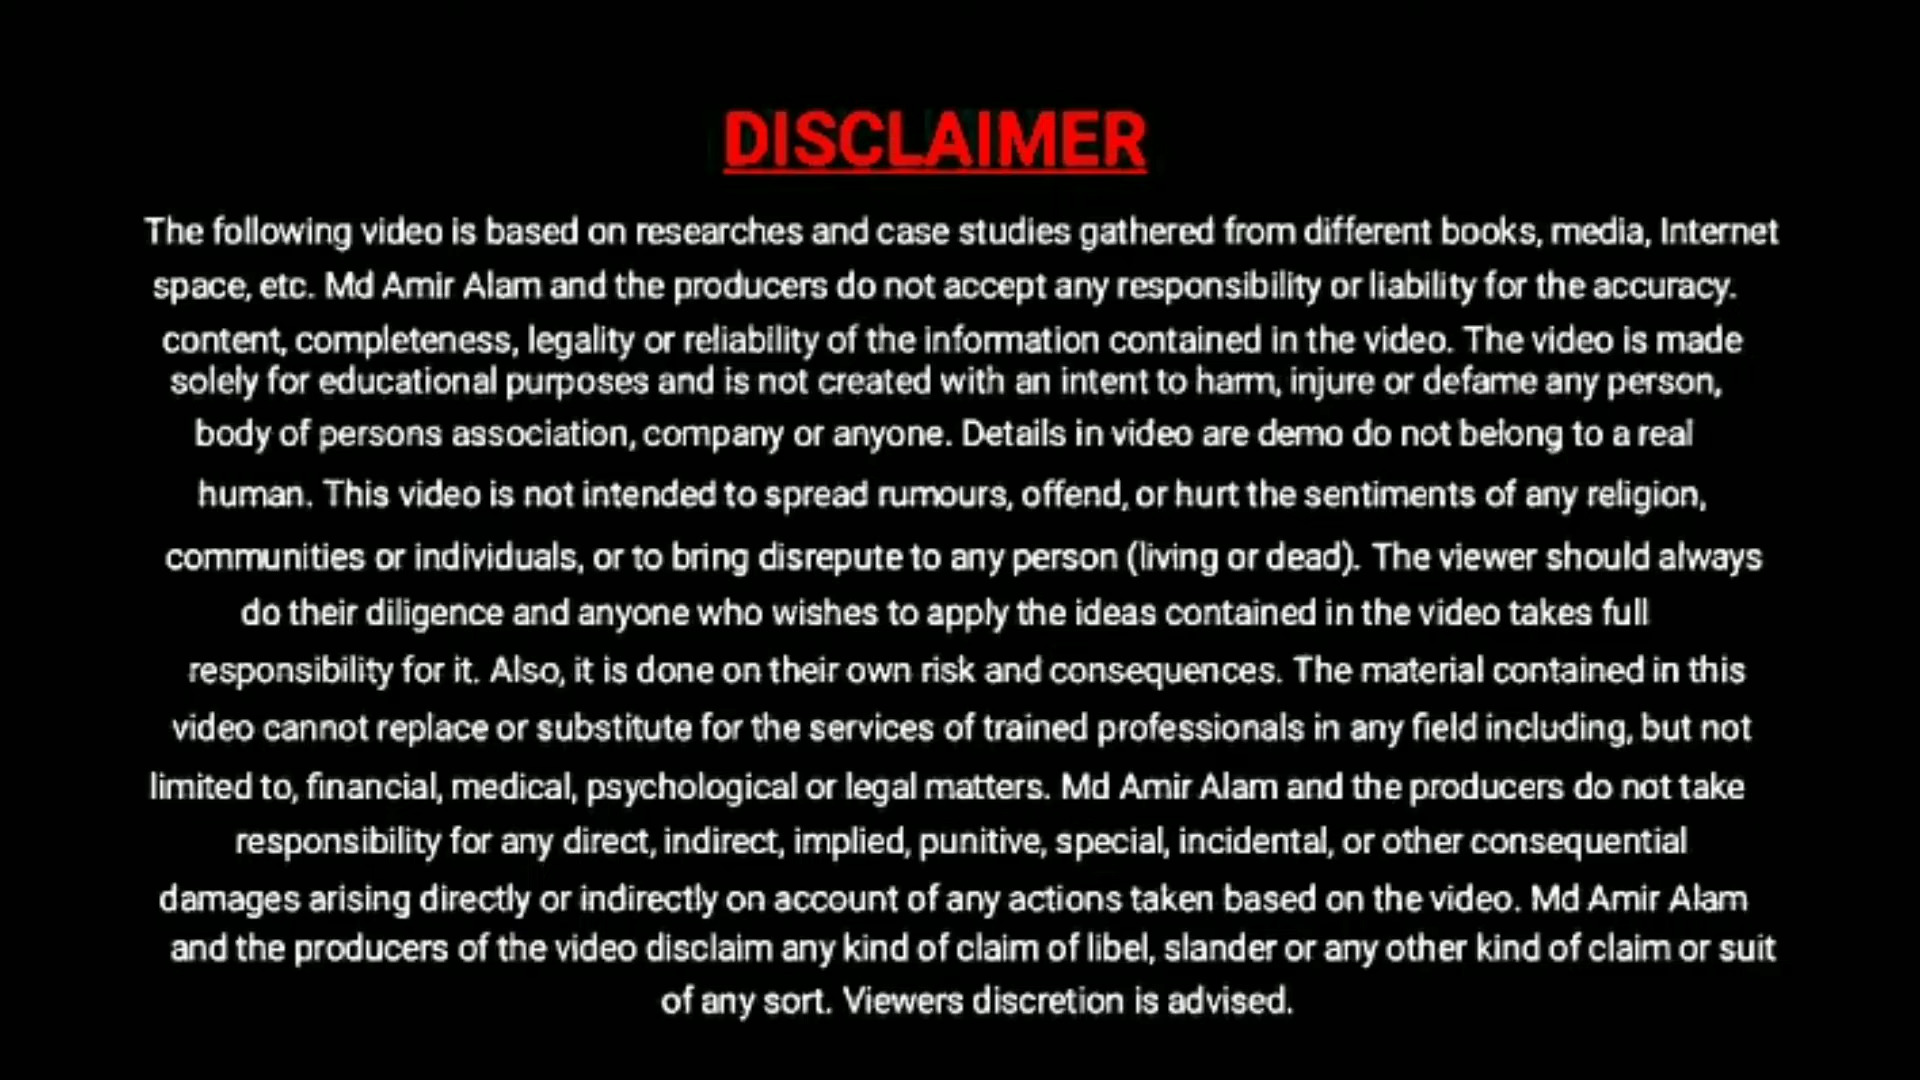 DISCLAIMER
The following video is based on researches and case studies gathered from different books, media, Internet
space, etc. Md Amir Alam and the producers do not accept any responsibility or liability for the accuracy.
content, completeness, legality or reliability of the information contained in the video. The video is made
solely for educational purposes and is not created with an intent to harm, injure or defame any person,
body of persons association, company or anyone. Details in video are demo do not belong to a real
human. This video is not intended to spread rumours, offend, or hurt the sentiments of any religion,
communities or individuals, or to bring disrepute to any person (living or dead). The viewer should always
do their diligence and anyone who wishes to apply the ideas contained in the video takes full
responsibility for it. Also, it is done on their own risk and consequences. The material contained in this
video cannot replace or substitute for the services of trained professionals in any field including, but not
limited to, financial, medical, psychological or legal matters. Md Amir Alam and the producers do not take
responsibility for any direct, indirect, implied, punitive, special, incidental, or other consequential
damages arising directly or indirectly on account of any actions taken based on the video. Md Amir Alam
and the producers of the video disclaim any kind of claim of libel, slander or any other kind of claim or suit
of any sort. Viewers discretion is advised.